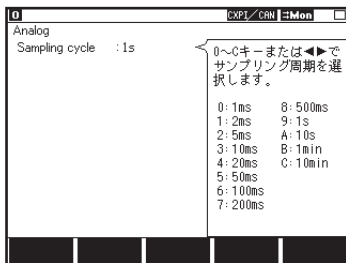 0 CXPI/CAN ⇄Mon
Analog
Sampling cycle :1s
0~Cキーまたは◀▶で
サンプリング周期を選
択します。
0:1ms 8:500ms
1:2ms 9:1s
2:5ms A:10s
3:10ms B:1min
4:20ms C:10min
5:50ms
6:100ms
7:200ms